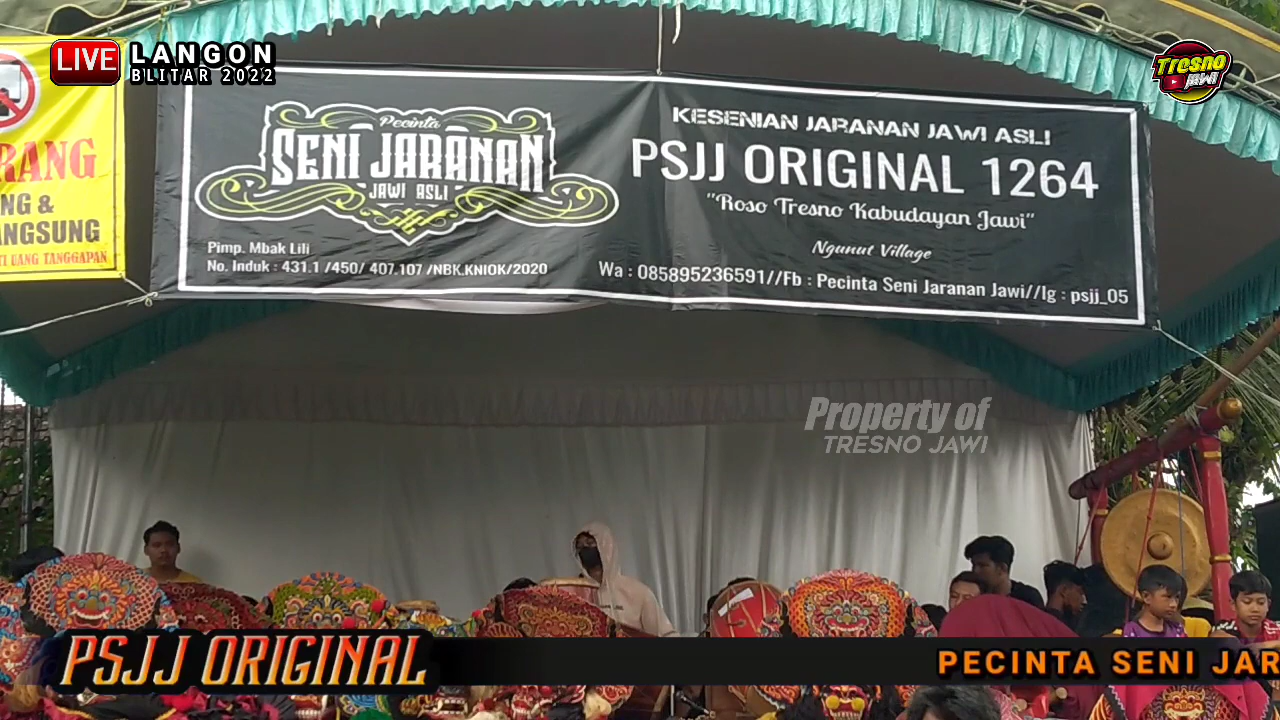 LIVE
LANGON
BLITAR 2022
Tresno
JAWI
RANG
NG &
ANGSUNG
TI UANG TANGGAPAN
Pecinta
SENI JARANAN
JAWI ASLI
Pimp. Mbak Lili
No. Induk : 431.1 /450/ 407.107 /NBK.KNIOK/2020
KESENIAN JARANAN JAWI ASLI
PSJJ ORIGINAL 1264
"Roso Tresno Kabudayan Jawi"
Ngunut Village
Wa : 085895236591//Fb : Pecinta Seni Jaranan Jawi//Ig : psjj_05
Property of
TRESNO JAWI
PSJJ ORIGINAL
PECINTA SENI JAR